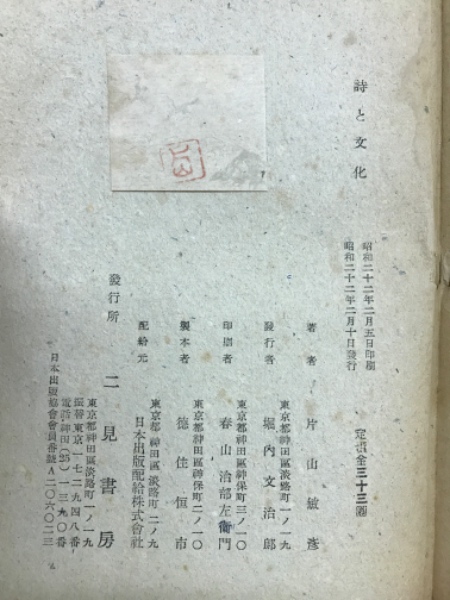 詩と文化
昭和二十二年二月五日印刷
昭和二十二年二月十日發行
定價金三十三圓
著者 片山敏彦
東京都神田區淡路町一ノ一九
發行者 堀內文治郎
東京都神田區神保町三ノ一〇
印刷者 春山治部左衞門
東京都神田區神保町二ノ一〇
製本者 德住恒市
東京都神田區淡路町二ノ九
配給元 日本出版配給株式會社
發行所 二見書房
東京都神田區淡路町一ノ一九
振替東京一七二九四八番
電話神田(25)一三九〇番
日本出版協會會員番號A二〇六〇二三